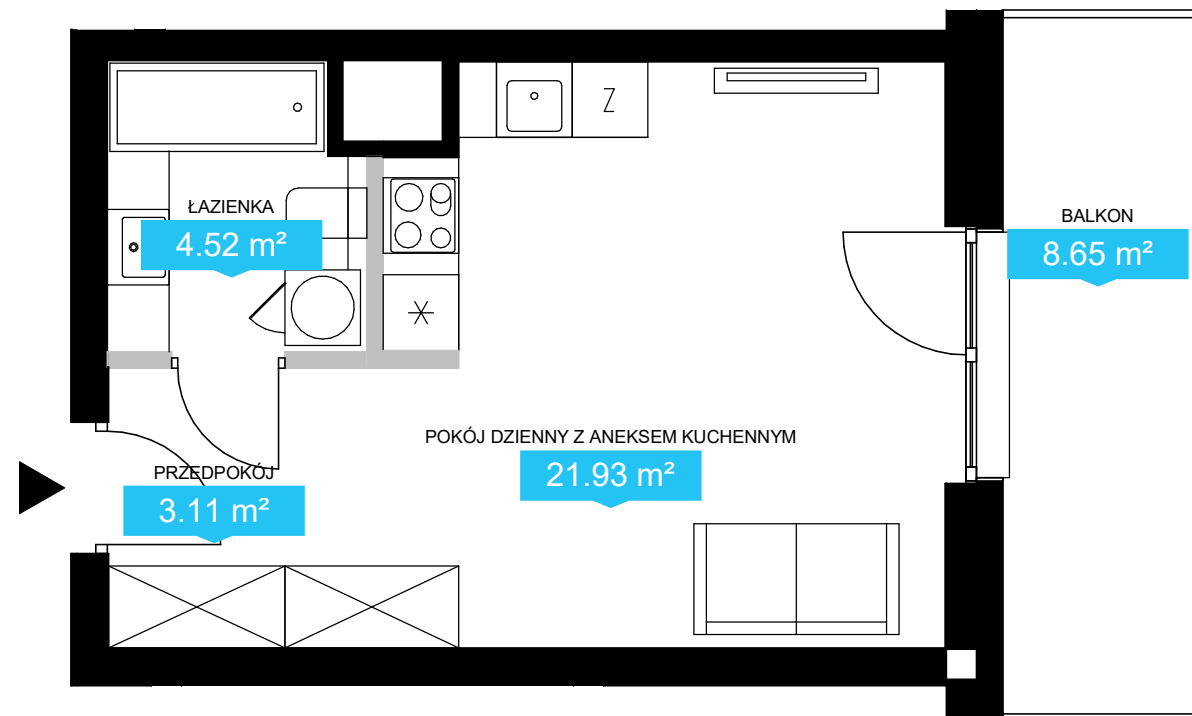 Z
ŁAZIENKA
4.52 m²
BALKON
8.65 m²
POKÓJ DZIENNY Z ANEKSEM KUCHENNYM
21.93 m²
PRZEDPOKÓJ
3.11 m²